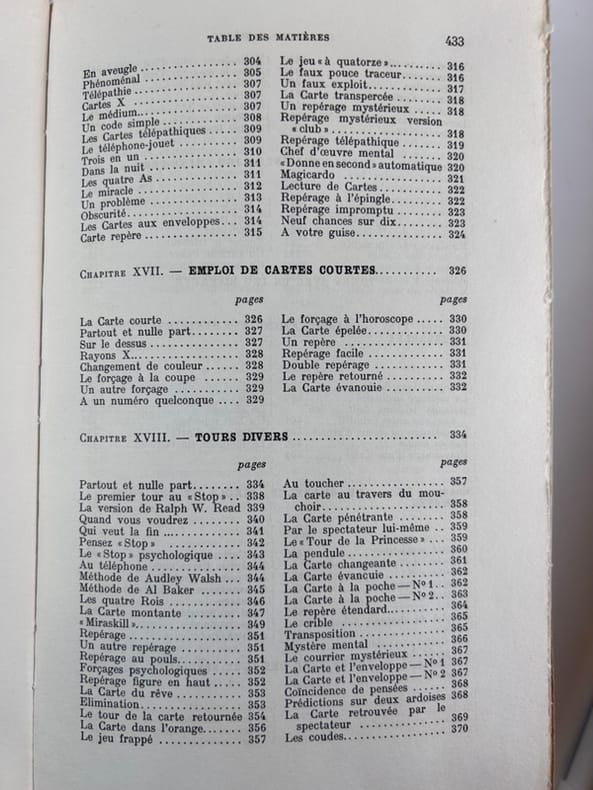 TABLE DES MATIÈRES 433
En aveugle ................ 304
Phénoménal ............... 305
Télépathie ................ 307
Cartes X ................. 307
Le médium... ............. 307
Un code simple ............ 308
Les Cartes télépathiques ..... 309
Le téléphone-jouet .......... 309
Trois en un ............... 310
Dans la nuit .............. 311
Les quatre As ............. 311
Le miracle ................ 312
Un problème .............. 313
Obscurité ................. 314
Les Cartes aux enveloppes ... 314
Carte repère .............. 315
Le jeu « à quatorze » ........... 316
Le faux pouce traceur....... 316
Un faux exploit............. 317
La Carte transpercée ........ 318
Un repérage mystérieux ..... 318
Repérage mystérieux version
« club » ................... 318
Repérage télépathique ....... 319
Chef d'œuvre mental ....... 320
«Donne en second» automatique 320
Magicardo ................. 321
Lecture de Cartes........... 322
Repérage à l'épingle......... 322
Repérage impromptu ........ 323
Neuf chances sur dix........ 323
A votre guise.............. 324
CHAPITRE XVII. — EMPLOI DE CARTES COURTES........... 326
pages
La Carte courte ............ 326
Partout et nulle part........ 327
Sur le dessus .............. 327
Rayons X.................. 328
Changement de couleur ...... 328
Le forçage à la coupe ...... 329
Un autre forçage ........... 329
A un numéro quelconque .... 329
pages
Le forçage à l'horoscope ..... 330
La Carte épelée............. 330
Un repère ................. 331
Repérage facile ............ 331
Double repérage ............ 331
Le repère retourné .......... 332
La Carte évanouie .......... 332
CHAPITRE XVIII. — TOURS DIVERS ......................... 334
pages
Partout et nulle part........ 334
Le premier tour au « Stop » .. 338
La version de Ralph W. Read 339
Quand vous voudrez ........ 340
Qui veut la fin ............. 341
Pensez « Stop » ............ 342
Le « Stop » psychologique .... 343
Au téléphone .............. 344
Méthode de Audley Walsh ... 344
Méthode de Al Baker ....... 345
Les quatre Rois ............ 346
La Carte montante ......... 347
« Miraskill »................ 349
Repérage .................. 351
Un autre repérage .......... 351
Repérage au pouls........... 351
Forçages psychologiques ..... 352
Repérage figure en haut ..... 352
La Carte du rêve ........... 353
Elimination................ 353
Le tour de la carte retournée 354
La Carte dans l'orange....... 356
Le jeu frappé .............. 357
pages
Au toucher ................ 357
La carte au travers du mou-
choir.................... 358
La Carte pénétrante ........ 358
Par le spectateur lui-même .. 359
Le « Tour de la Princesse » ... 359
La pendule ................ 360
La Carte changeante ........ 361
La Carte évancuie .......... 362
La Carte à la poche — Nº 1.. 362
La Carte à la poche — Nº 2.. 363
Le repère étendard.......... 364
Le crible .................. 365
Transposition .............. 365
Mystère mental ............ 366
Le courrier mystérieux ...... 367
La Carte et l'enveloppe — Nº 1 367
La Carte et l'enveloppe — Nº 2 367
Coïncidence de pensées ...... 368
Prédictions sur deux ardoises 368
La Carte retrouvée par le
spectateur ............... 369
Les coudes................. 370